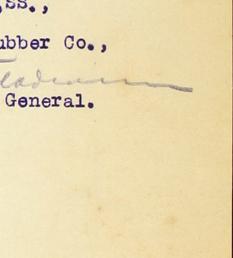 ss.,
ubber Co.,
General.